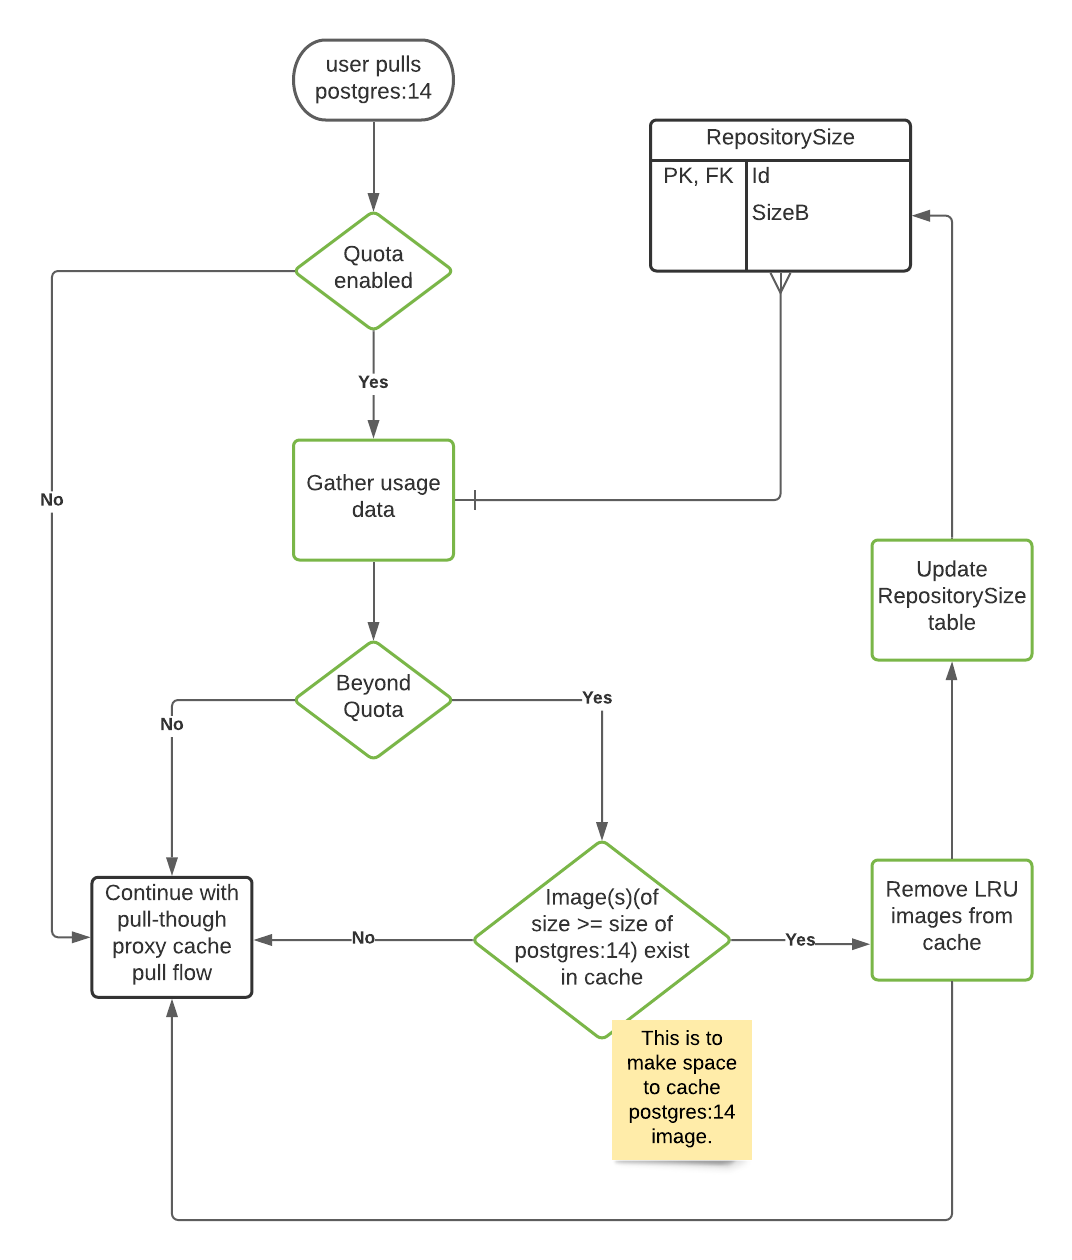 user pulls
postgres:14
RepositorySize
PK, FK
Id
SizeB
Quota
enabled
Yes
No
Gather usage
data
Update
RepositorySize
table
Beyond
Quota
Yes
No
Continue with
pull-though
proxy cache
pull flow
Image(s)(of
size >= size of
postgres:14) exist
in cache
No
Yes
Remove LRU
images from
cache
This is to
make space
to cache
postgres:14
image.